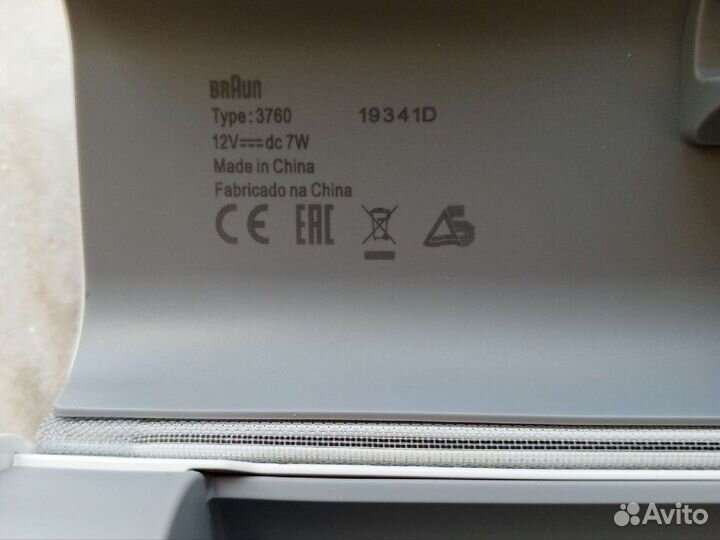 BRAUN
Type: 3760 19341D
12V⎓dc 7W
Made in China
Fabricado na China
CE EAC
Avito